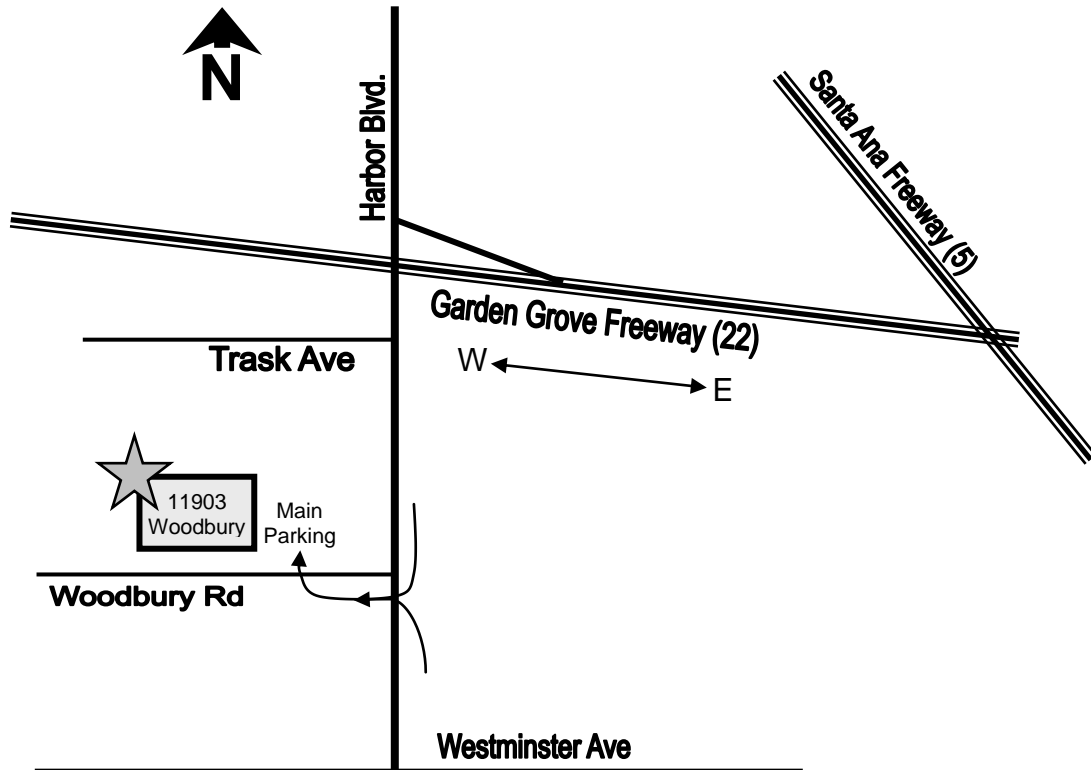 N
Harbor Blvd.
Santa Ana Freeway (5)
Garden Grove Freeway (22)
Trask Ave
W
E
11903
Woodbury
Main
Parking
Woodbury Rd
Westminster Ave